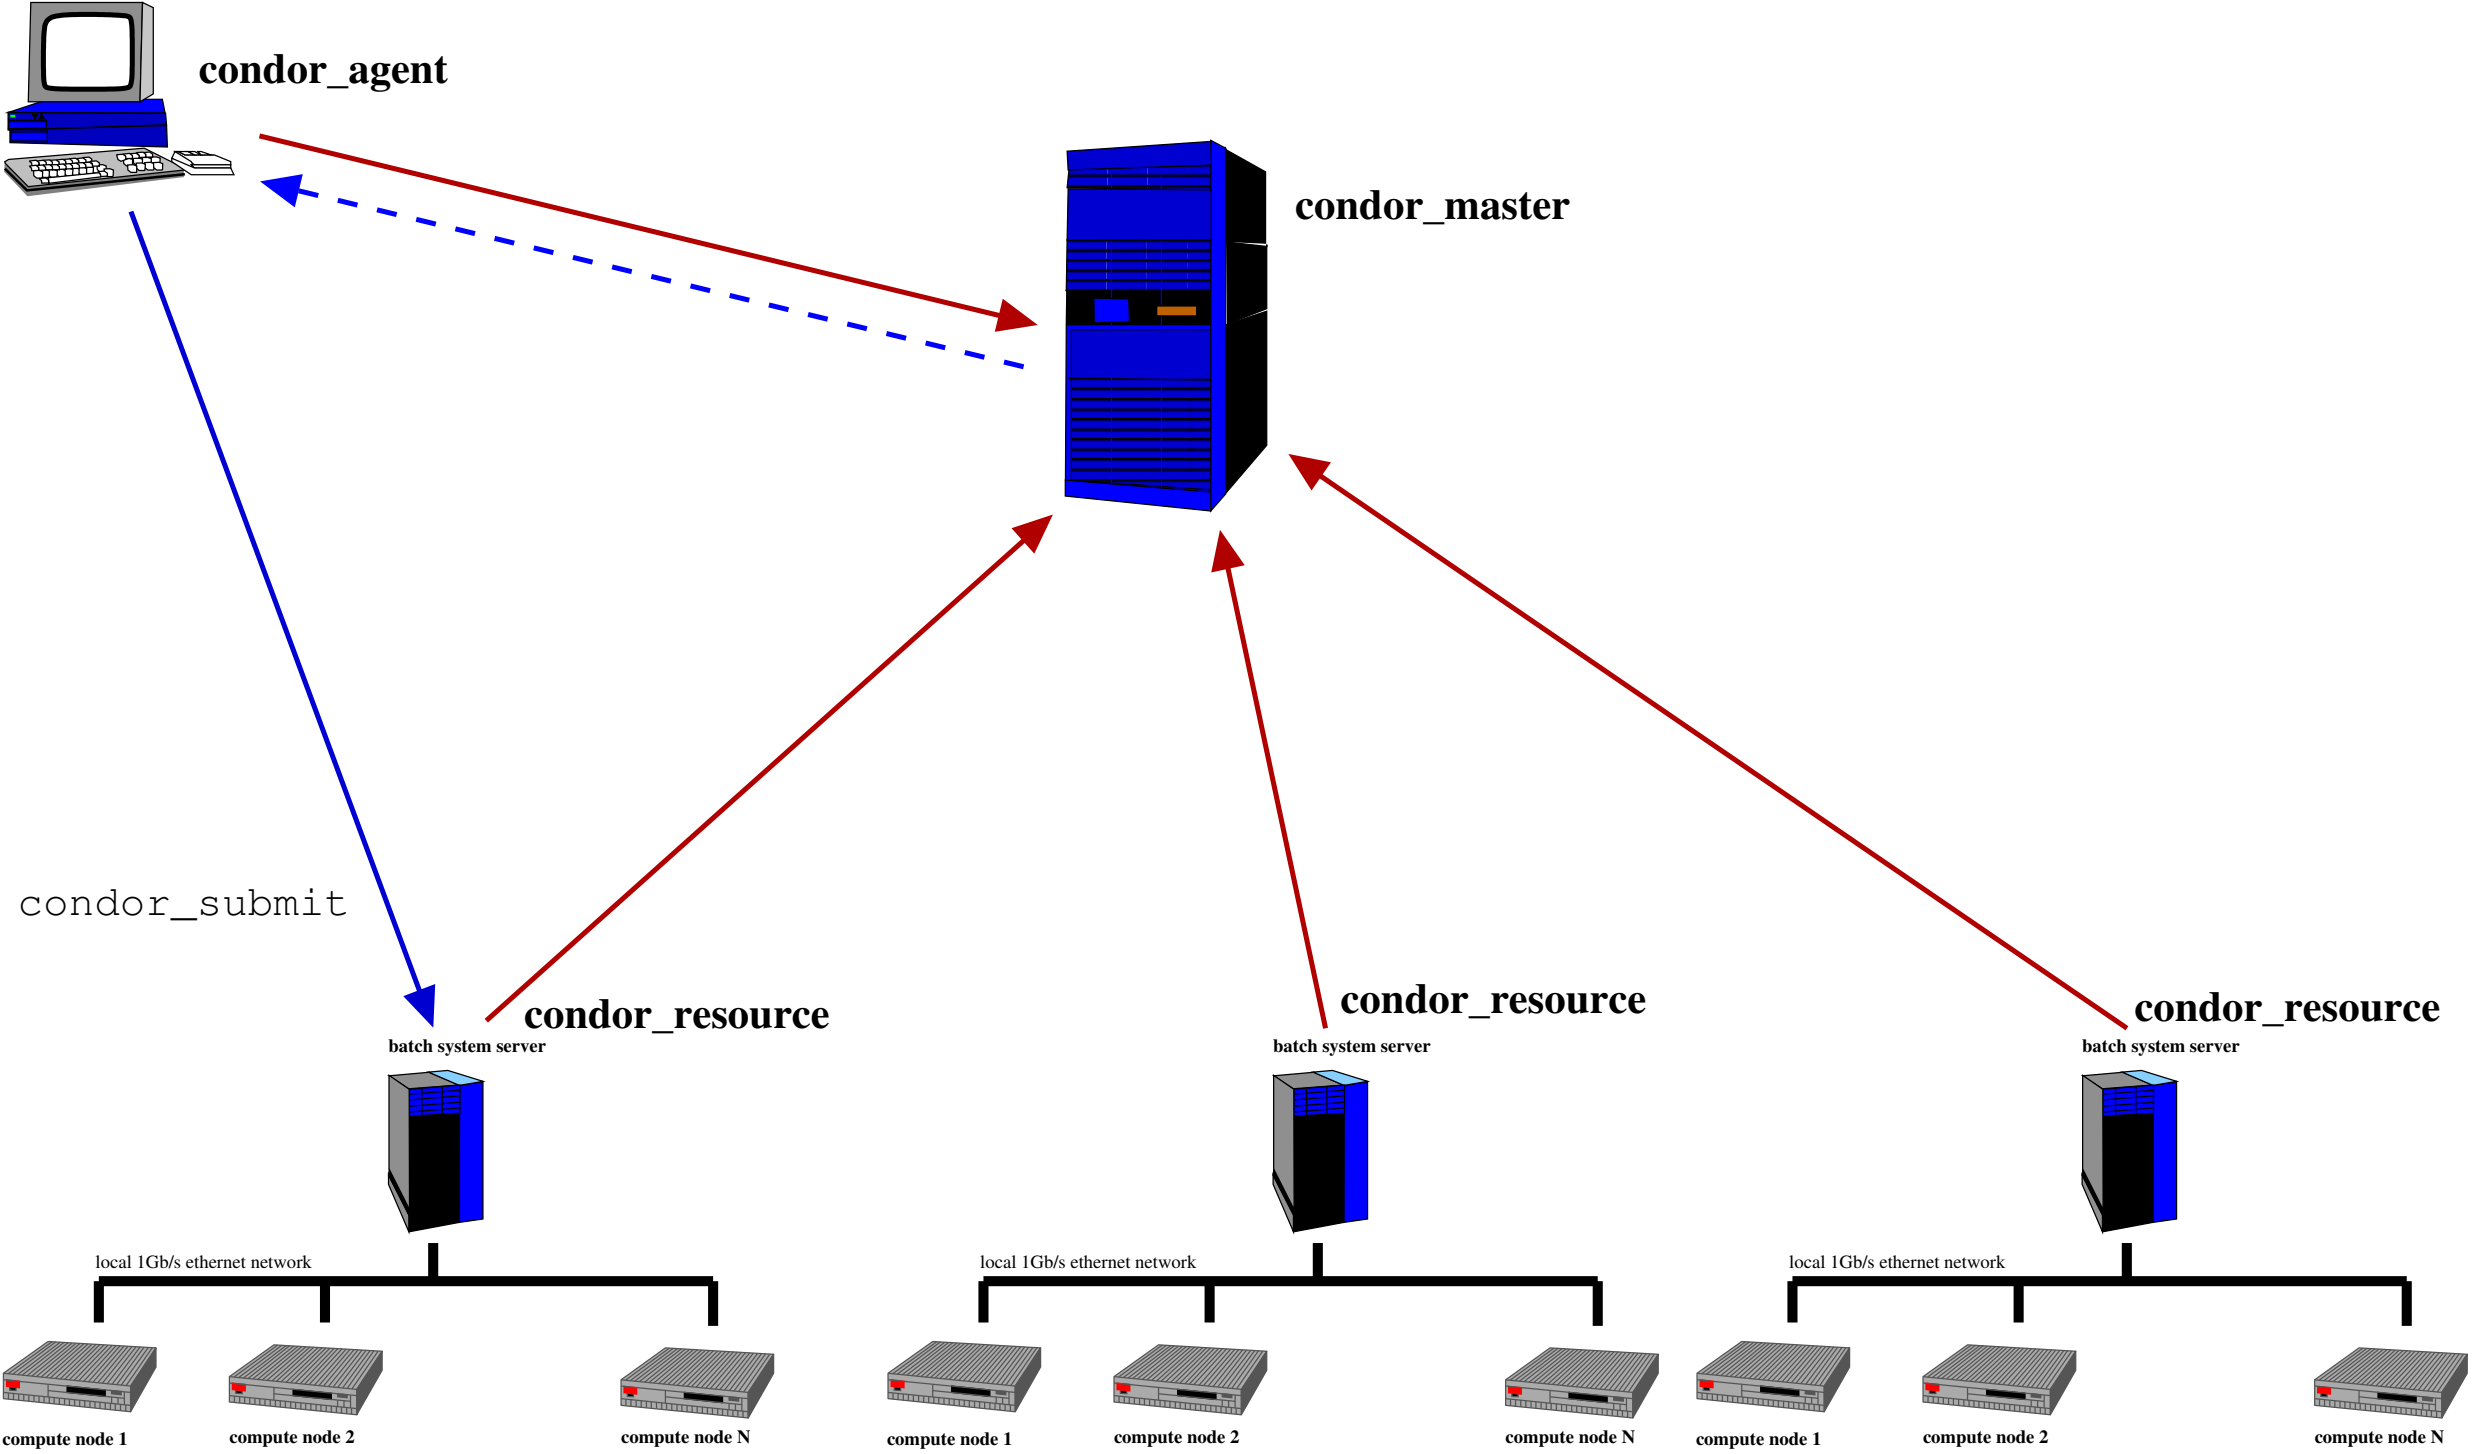 condor_agent
condor_master
condor_submit
condor_resource
batch system server
condor_resource
batch system server
condor_resource
batch system server
local 1Gb/s ethernet network
local 1Gb/s ethernet network
local 1Gb/s ethernet network
compute node 1
compute node 2
compute node N
compute node 1
compute node 2
compute node N
compute node 1
compute node 2
compute node N